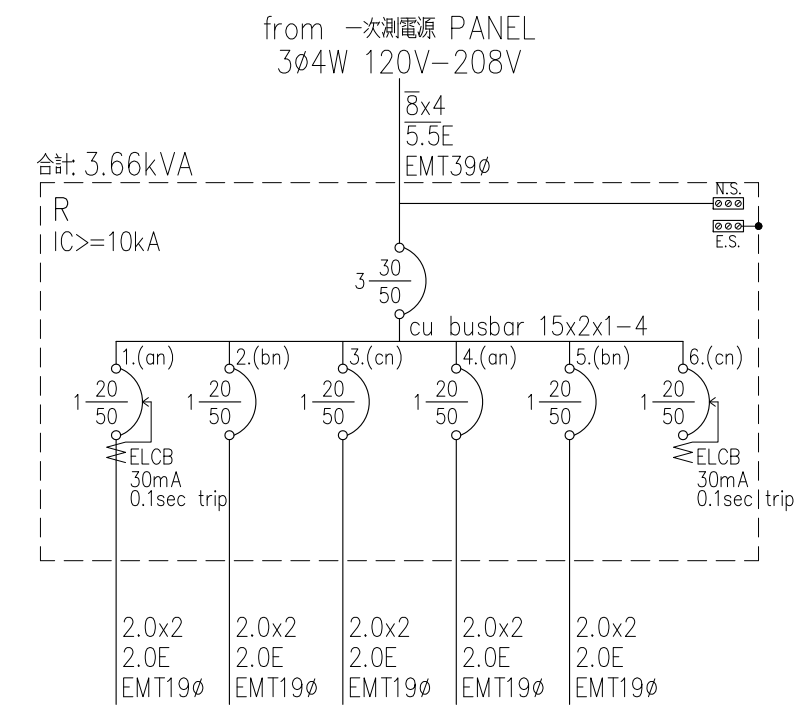 from 一次測電源 PANEL
3ø4W 120V-208V
8x4
5.5E
EMT39ø
合計: 3.66kVA
N.S.
R
E.S.
IC>=10kA
3 30
50
cu busbar 15x2x1-4
1.(an) 2.(bn) 3.(cn) 4.(an) 5.(bn) 6.(cn)
1 20 1 20 1 20 1 20 1 20 1 20
50 50 50 50 50 50
ELCB ELCB
30mA 30mA
0.1sec trip 0.1sec trip
2.0x2 2.0x2 2.0x2 2.0x2 2.0x2
2.0E 2.0E 2.0E 2.0E 2.0E
EMT19ø EMT19ø EMT19ø EMT19ø EMT19ø